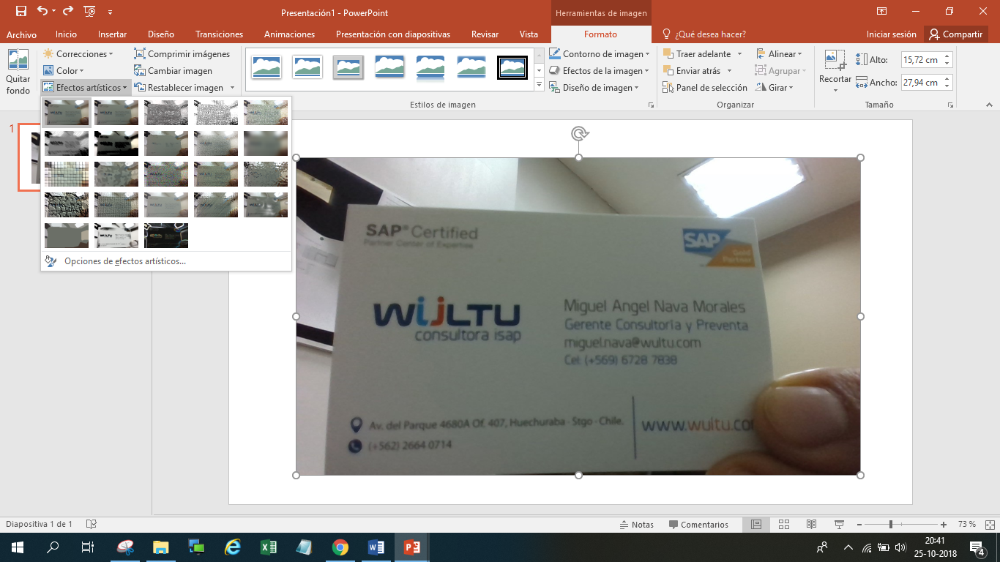 Presentación1 - PowerPoint
Herramientas de imagen
Archivo
Inicio
Insertar
Diseño
Transiciones
Animaciones
Presentación con diapositivas
Revisar
Vista
Formato
¿Qué desea hacer?
Iniciar sesión
Compartir
Quitar
fondo
Correcciones
Color
Efectos artísticos
Comprimir imágenes
Cambiar imagen
Restablecer imagen
Estilos de imagen
Contorno de imagen
Efectos de la imagen
Diseño de imagen
Traer adelante
Enviar atrás
Panel de selección
Alinear
Agrupar
Girar
Organizar
Recortar
Alto:
15,72 cm
Ancho:
27,94 cm
Tamaño
1
Opciones de efectos artísticos...
SAP® Certified
Partner Center of Expertise
SAP
Gold
Partner
WULTU
consultora isap
Miguel Angel Nava Morales
Gerente Consultoría y Preventa
miguel.nava@wultu.com
Cel: (+569) 6728 7838
Av. del Parque 4680A Of. 407, Huechuraba - Stgo - Chile.
(+562) 2664 0714
www.wultu.co
Diapositiva 1 de 1
Notas
Comentarios
73 %
20:41
25-10-2018
4